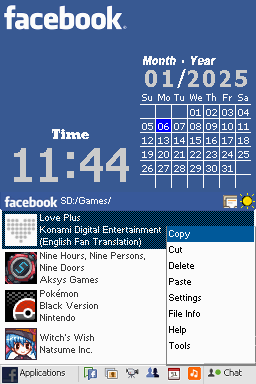 facebook.
Month · Year
01/2025
Su Mo Tu We Th Fr Sa
01 02 03 04
05 06 07 08 09 10 11
12 13 14 15 16 17 18
19 20 21 22 23 24 25
26 27 28 29 30 31
Time
11:44
facebook SD:/Games/
Love Plus
Konami Digital Entertainment
(English Fan Translation)
Nine Hours, Nine Persons,
Nine Doors
Aksys Games
Pokémon
Black Version
Nintendo
Witch's Wish
Natsume Inc.
Copy
Cut
Delete
Paste
Settings
File Info
Help
Tools
Applications
31
Chat